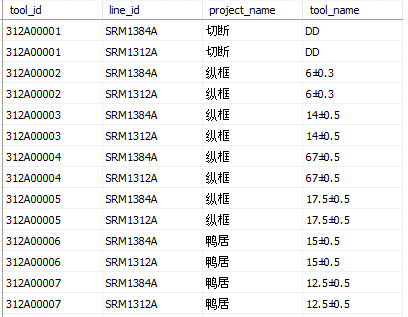 tool_id line_id project_name tool_name
312A00001 SRM1384A 切断 DD
312A00001 SRM1312A 切断 DD
312A00002 SRM1384A 纵框 6±0.3
312A00002 SRM1312A 纵框 6±0.3
312A00003 SRM1384A 纵框 14±0.5
312A00003 SRM1312A 纵框 14±0.5
312A00004 SRM1384A 纵框 67±0.5
312A00004 SRM1312A 纵框 67±0.5
312A00005 SRM1384A 纵框 17.5±0.5
312A00005 SRM1312A 纵框 17.5±0.5
312A00006 SRM1384A 鸭居 15±0.5
312A00006 SRM1312A 鸭居 15±0.5
312A00007 SRM1384A 鸭居 12.5±0.5
312A00007 SRM1312A 鸭居 12.5±0.5